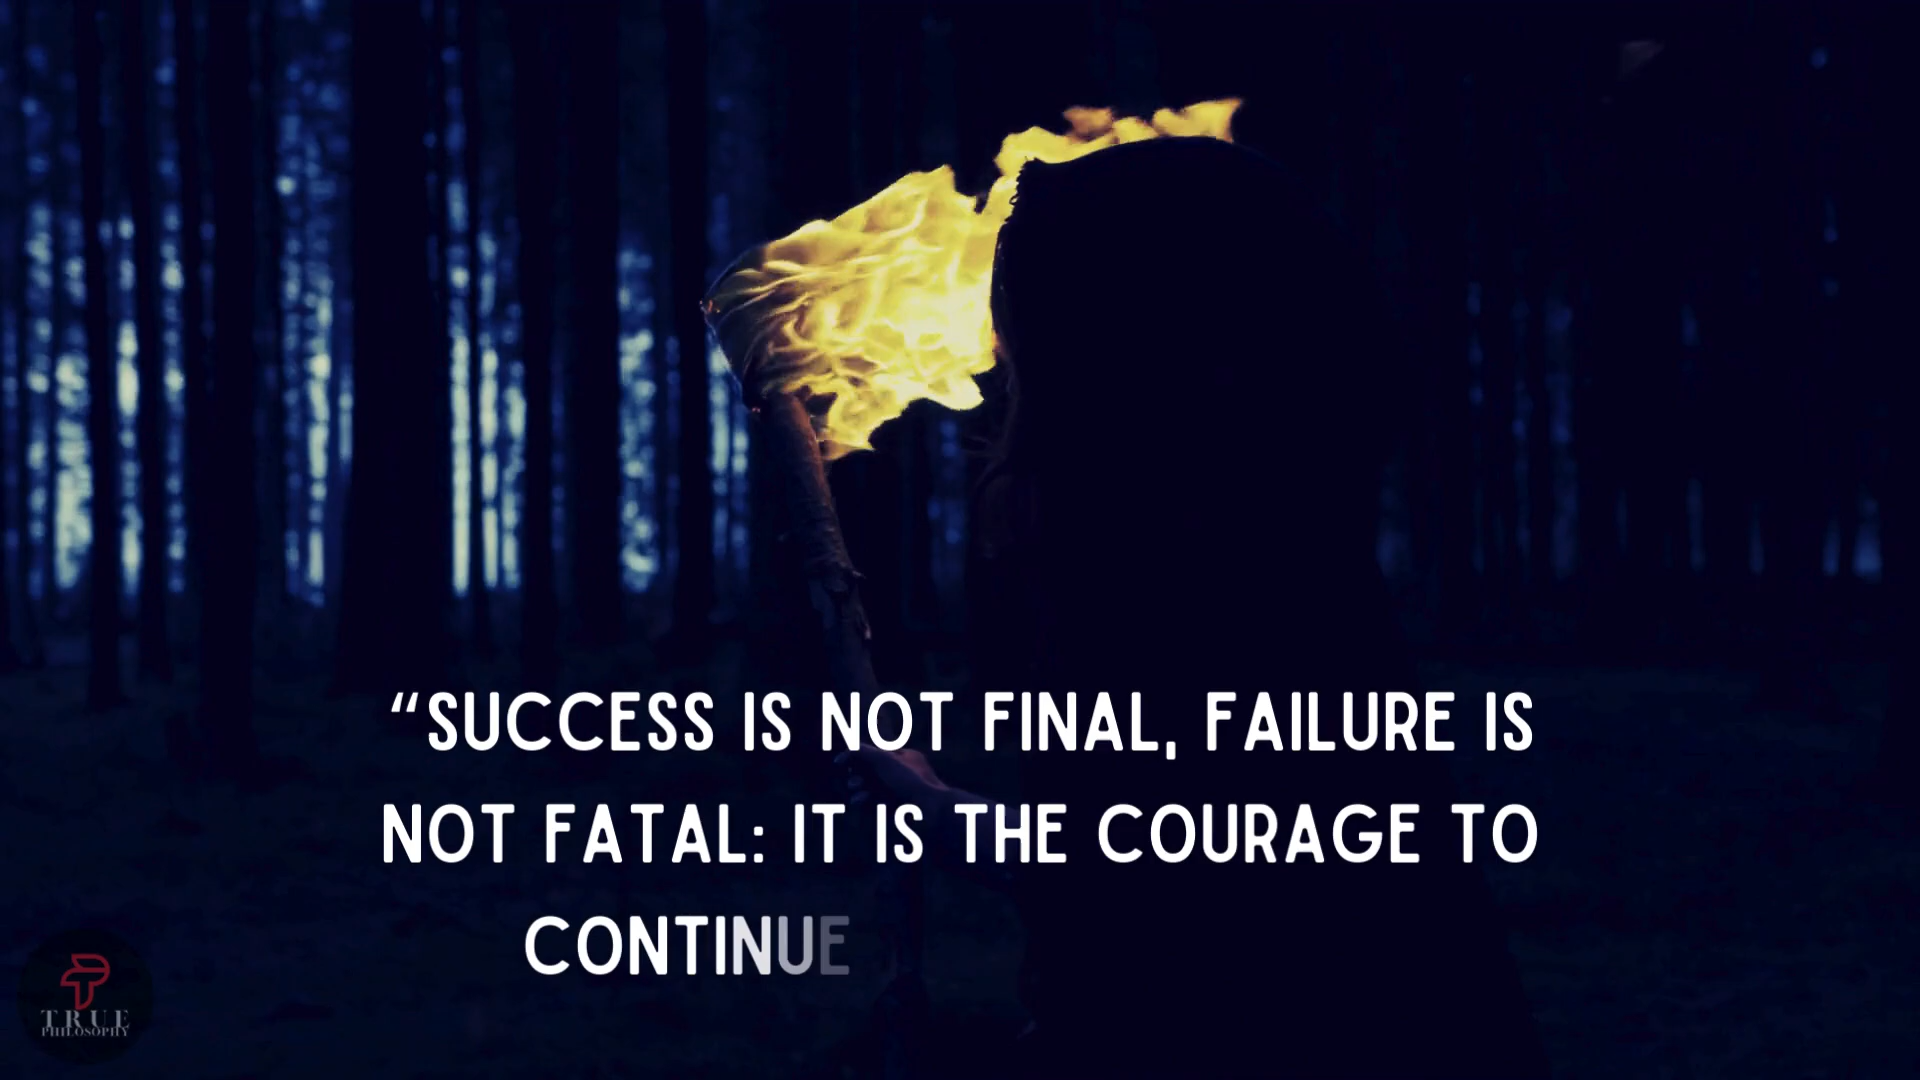 “SUCCESS IS NOT FINAL, FAILURE IS
NOT FATAL: IT IS THE COURAGE TO
CONTINUE
TRUE
PHILOSOPHY